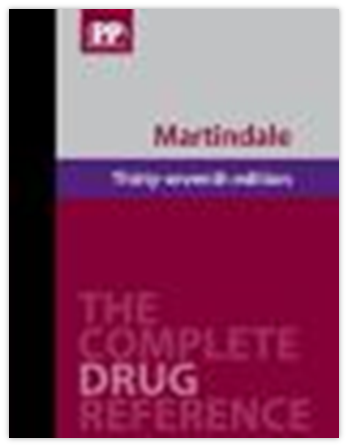 PP
Martindale
Thirty-seventh edition
THE
COMPLETE
DRUG
REFERENCE